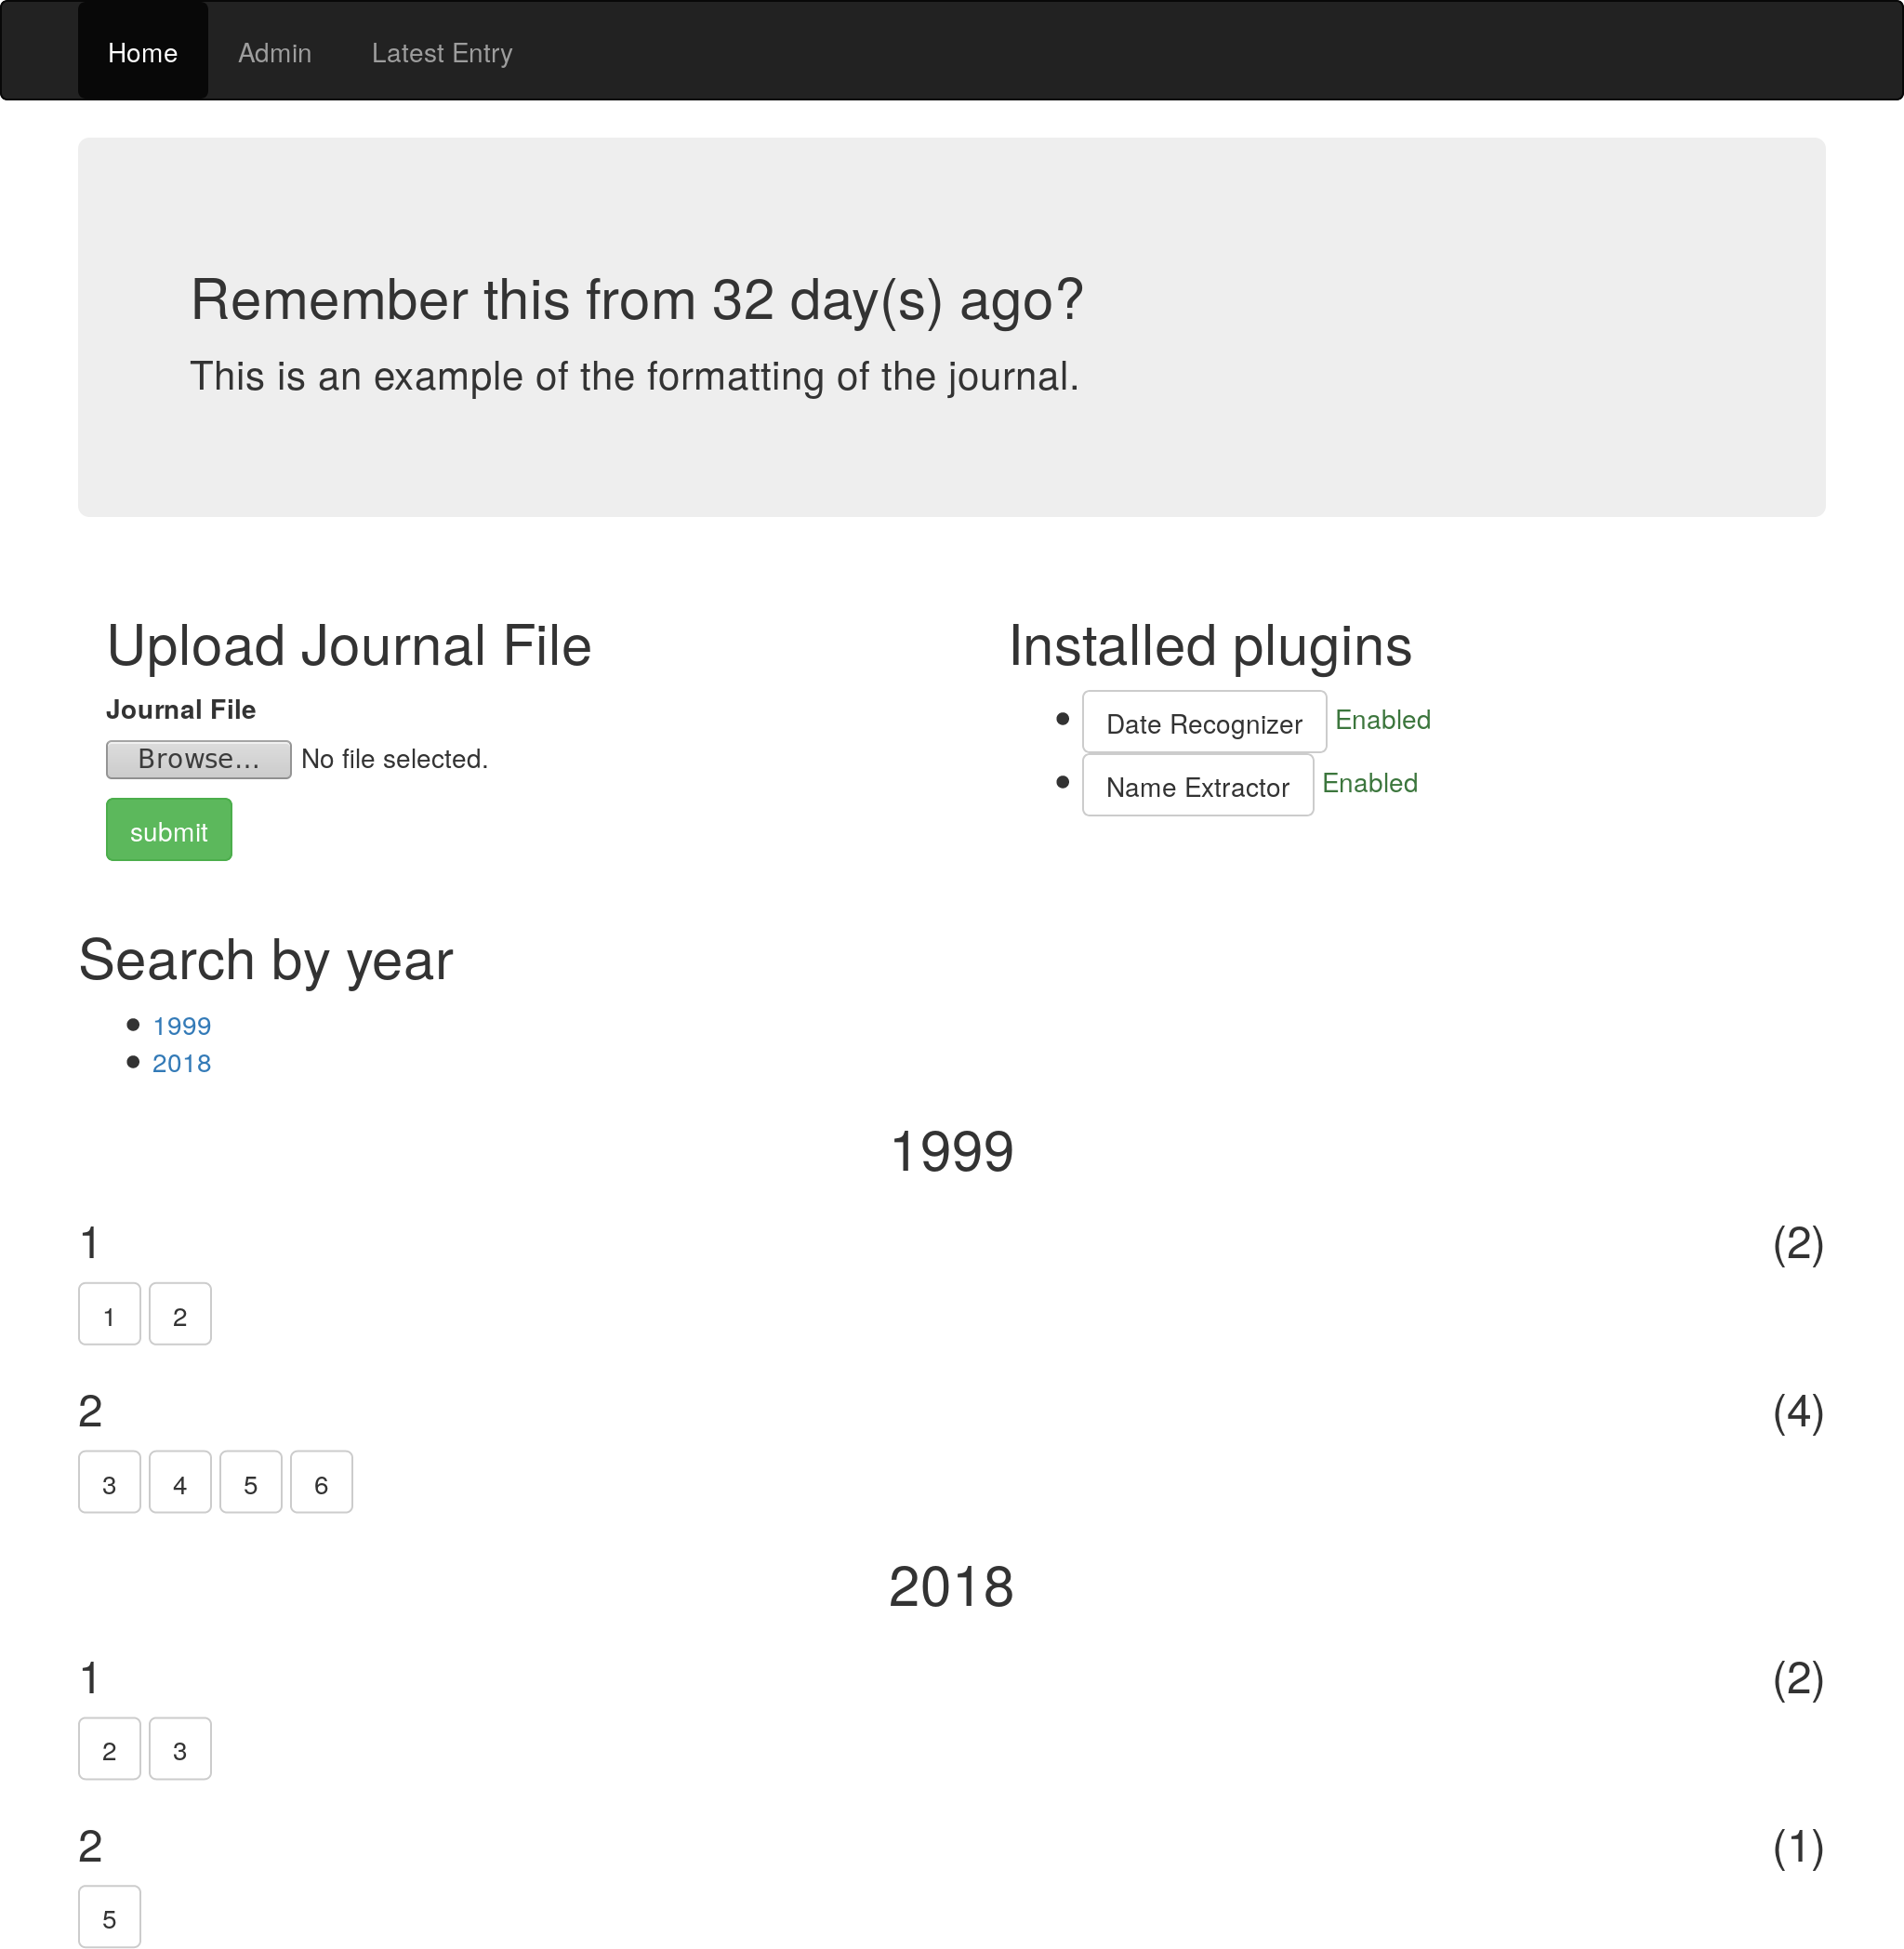 Home Admin Latest Entry
Remember this from 32 day(s) ago?
This is an example of the formatting of the journal.
Upload Journal File
Journal File
Browse... No file selected.
submit
Installed plugins
Date Recognizer Enabled
Name Extractor Enabled
Search by year
1999
2018
1999
1 (2)
1 2
2 (4)
3 4 5 6
2018
1 (2)
2 3
2 (1)
5